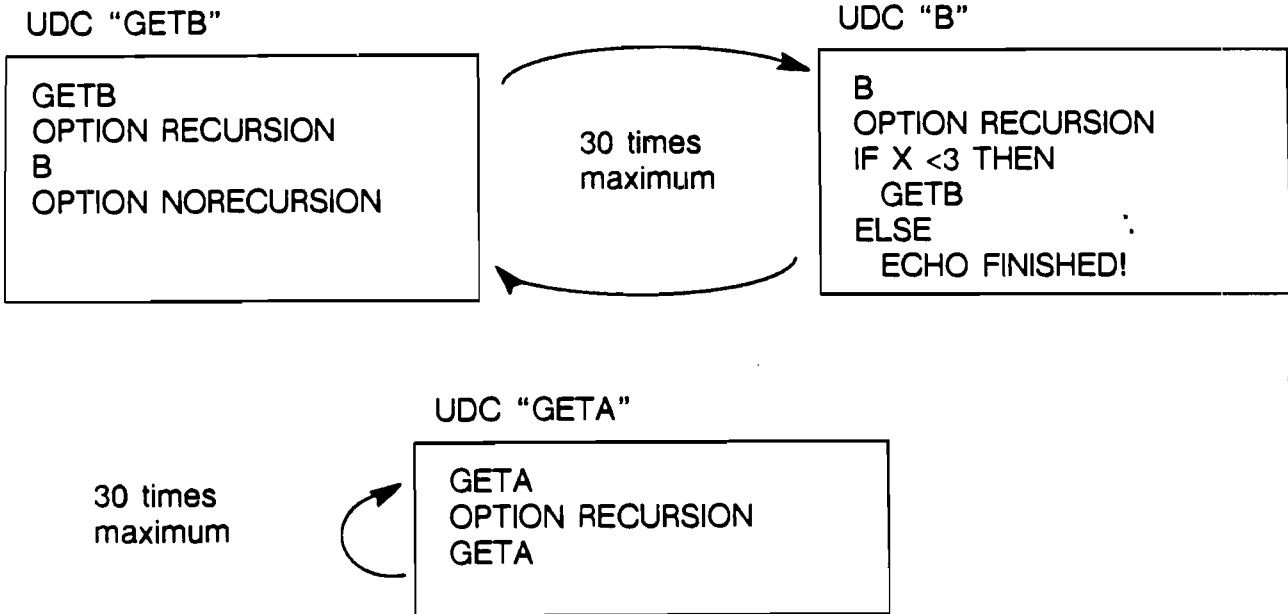 UDC “GETB”
GETB
OPTION RECURSION
B
OPTION NORECURSION
30 times
maximum
UDC “B”
B
OPTION RECURSION
IF X <3 THEN
GETB
ELSE
ECHO FINISHED!
UDC “GETA”
30 times
maximum
GETA
OPTION RECURSION
GETA